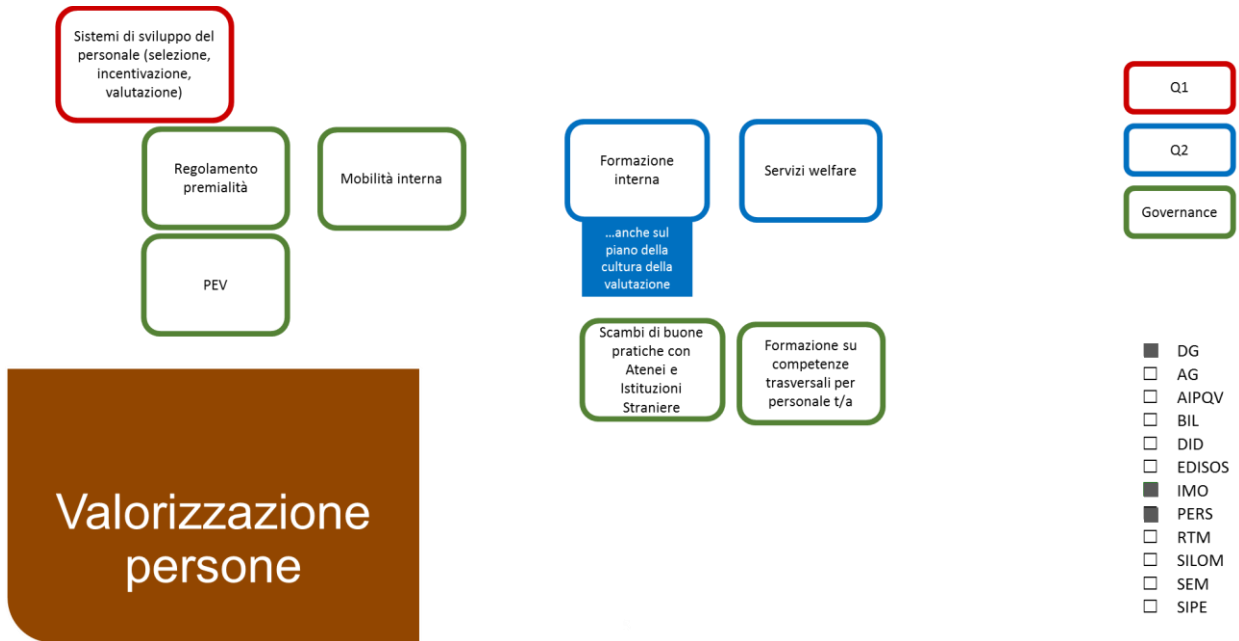 Sistemi di sviluppo del
personale (selezione,
incentivazione,
valutazione)
Regolamento
premialità
Mobilità interna
PEV
Formazione
interna
...anche sul
piano della
cultura della
valutazione
Servizi welfare
Scambi di buone
pratiche con
Atenei e
Istituzioni
Straniere
Formazione su
competenze
trasversali per
personale t/a
Valorizzazione
persone
Q1
Q2
Governance
DG
AG
AIPQV
BIL
DID
EDISOS
IMO
PERS
RTM
SILOM
SEM
SIPE